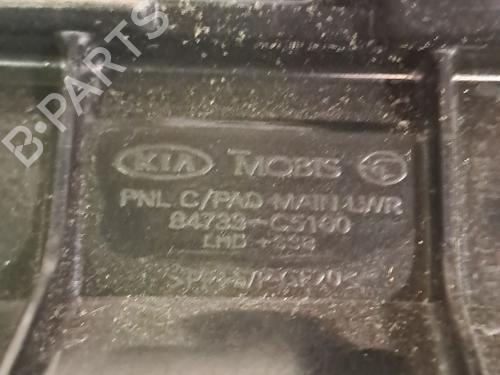 B-PARTS
KIA MOBIS
PNL C/PAD MAIN LWR
84733-C5100
LHD